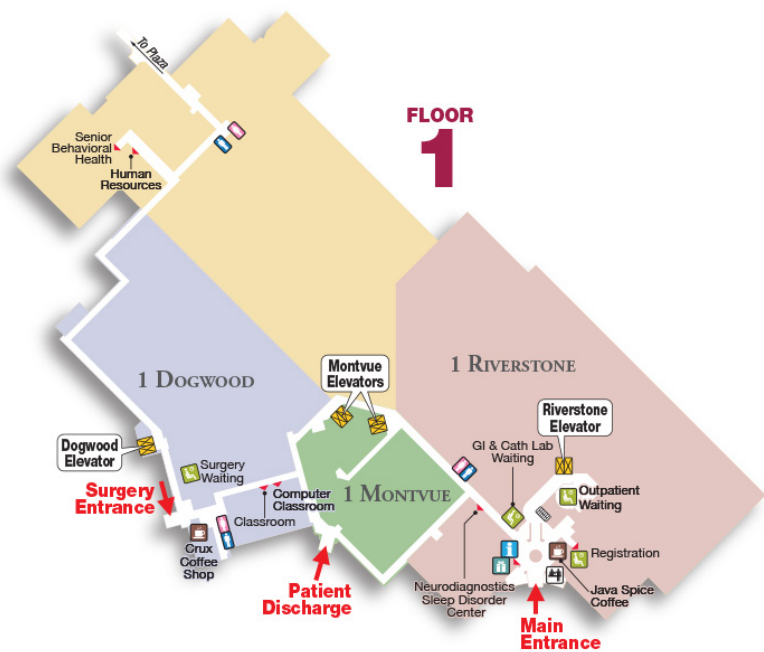 To Plaza
FLOOR
1
Senior
Behavioral
Health
Human
Resources
1 DOGWOOD
Montvue
Elevators
1 RIVERSTONE
Riverstone
Elevator
Dogwood
Elevator
GI & Cath Lab
Waiting
Surgery
Waiting
Surgery
Entrance
Computer
Classroom
Classroom
1 MONTVUE
Outpatient
Waiting
Crux
Coffee
Shop
Registration
Patient
Discharge
Neurodiagnostics
Sleep Disorder
Center
Java Spice
Coffee
Main
Entrance